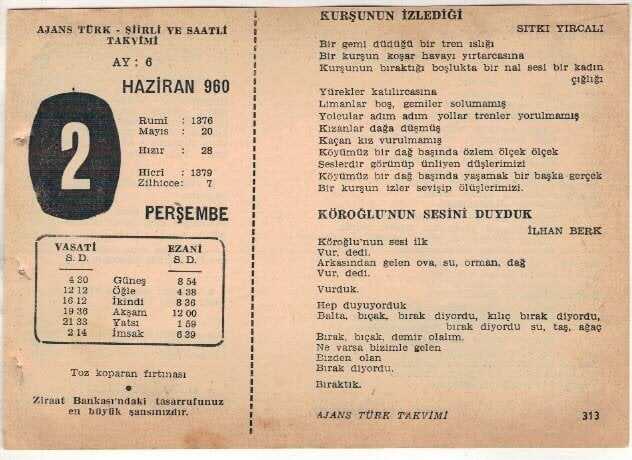 AJANS TÜRK - ŞİİRLİ VE SAATLİ
TAKVİMİ
AY : 6
HAZİRAN 960
2
Rumî : 1376
Mayıs : 20
Hızır : 28
Hicri : 1379
Zilhicce: 7
PERŞEMBE
VASATİ EZANİ
S. D. S. D.
4 30 Güneş 8 54
12 12 Öğle 4 38
16 12 İkindi 8 36
19 36 Akşam 12 00
21 33 Yatsı 1 59
2 14 İmsak 6 39
Toz koparan fırtınası
Ziraat Bankası'ndaki tasarrufunuz
en büyük şansınızdır.
KURŞUNUN İZLEDİĞİ
SITKI YIRCALI
Bir gemi düdüğü bir tren ıslığı
Bir kurşun koşar havayı yırtarcasına
Kurşunun bıraktığı boşlukta bir nal sesi bir kadın
çığlığı
Yürekler katılırcasına
Limanlar boş, gemiler solumamış
Yolcular adım adım yollar trenler yorulmamış
Kızanlar dağa düşmüş
Kaçan kız vurulmamış
Köyümüz bir dağ başında özlem ölçek ölçek
Seslerdir görünüp ünliyen düşlerimizi
Köyümüz bir dağ başında yaşamak bir başka gerçek
Bir kurşun izler sevişip ölüşlerimizi.
KÖROĞLU'NUN SESİNİ DUYDUK
İLHAN BERK
Köroğlu'nun sesi ilk
Vur, dedi.
Arkasından gelen ova, su, orman, dağ
Vur, dedi.
Vurduk.
Hep duyuyorduk
Balta, bıçak, bırak diyordu, kılıç bırak diyordu,
bırak diyordu su, taş, ağaç
Bırak, bıçak, demir olalım.
Ne varsa bizimle gelen
Bizden olan
Bırak diyordu.
Bıraktık.
AJANS TÜRK TAKVİMİ 313